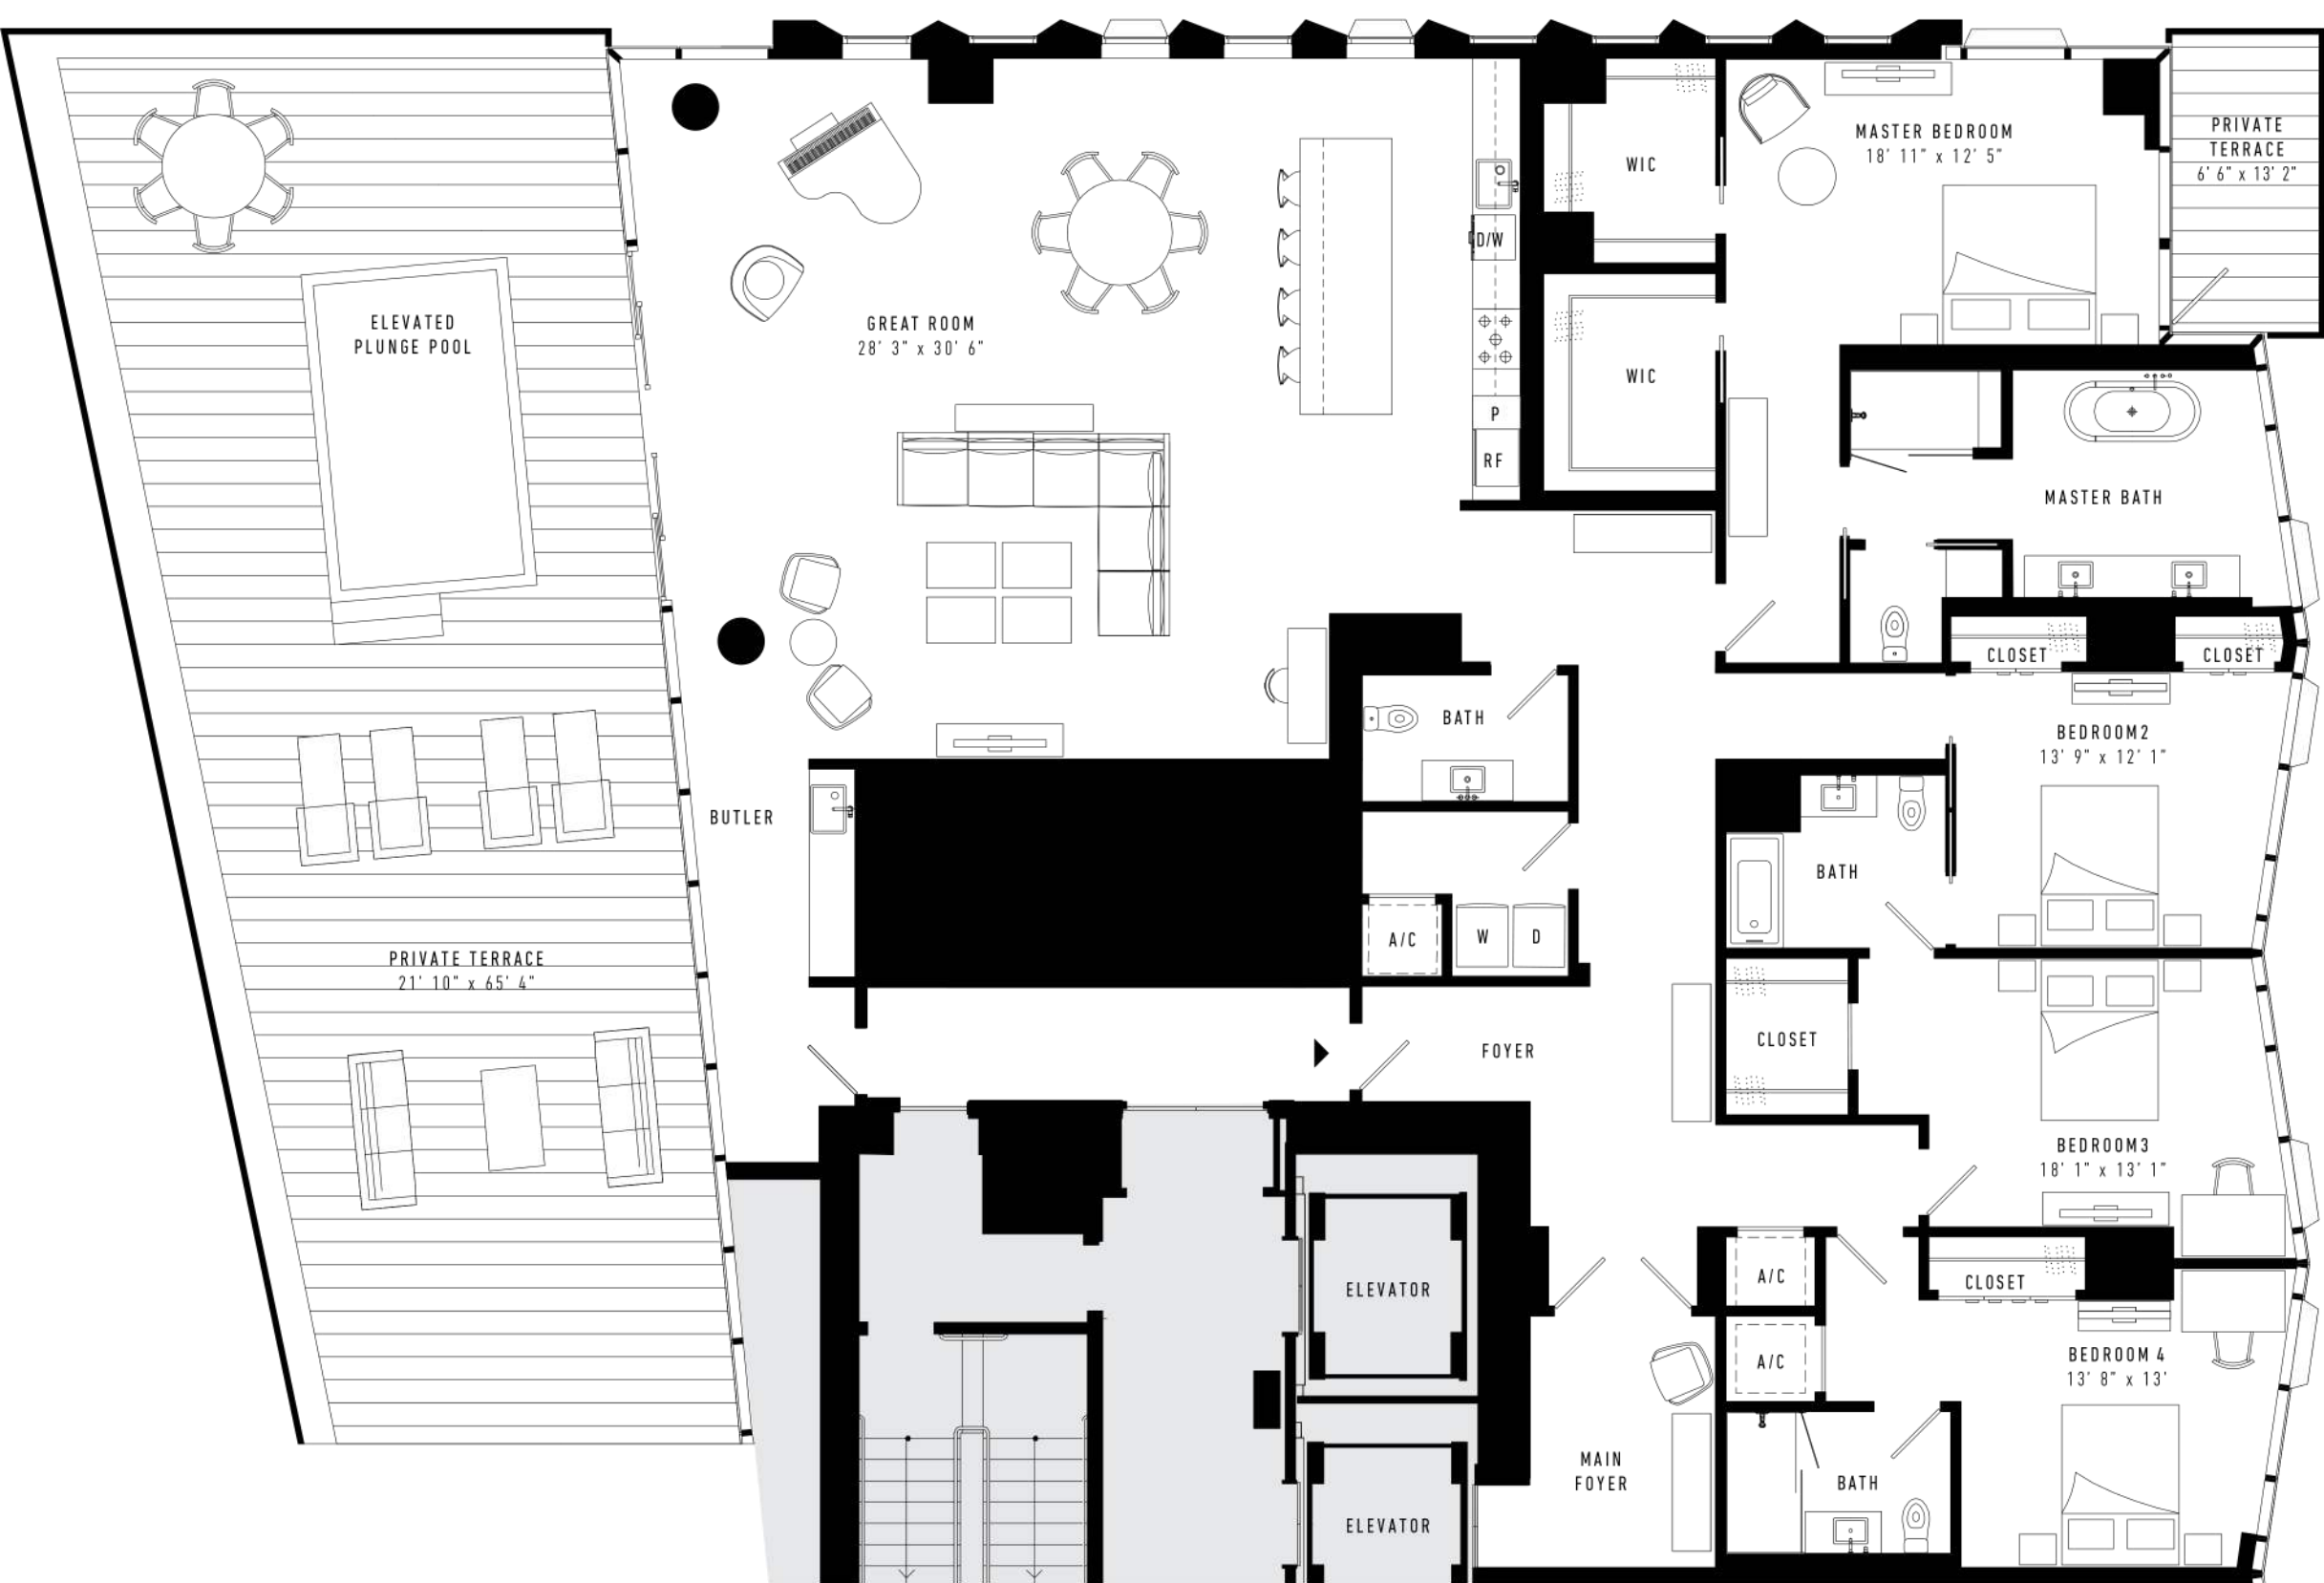 PRIVATE
TERRACE
6' 6" x 13' 2"
MASTER BEDROOM
18' 11" x 12' 5"
WIC
D/W
ELEVATED
PLUNGE POOL
GREAT ROOM
28' 3" x 30' 6"
WIC
P
RF
MASTER BATH
CLOSET
CLOSET
BATH
BEDROOM2
13' 9" x 12' 1"
BUTLER
BATH
A/C
W
D
PRIVATE TERRACE
21' 10" x 65' 4"
FOYER
CLOSET
BEDROOM3
18' 1" x 13' 1"
ELEVATOR
A/C
CLOSET
A/C
BEDROOM 4
13' 8" x 13'
MAIN
FOYER
BATH
ELEVATOR